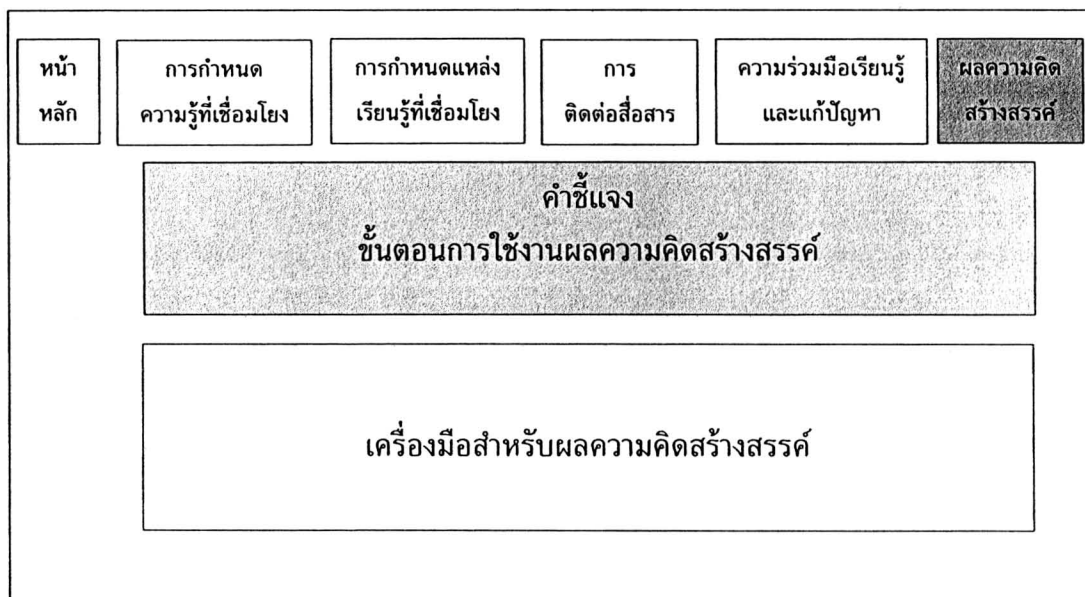 หน้า
หลัก
การกำหนด
ความรู้ที่เชื่อมโยง
การกำหนดแหล่ง
เรียนรู้ที่เชื่อมโยง
การ
ติดต่อสื่อสาร
ความร่วมมือเรียนรู้
และแก้ปัญหา
ผลความคิด
สร้างสรรค์
คำชี้แจง
ขั้นตอนการใช้งานผลความคิดสร้างสรรค์
เครื่องมือสำหรับผลความคิดสร้างสรรค์